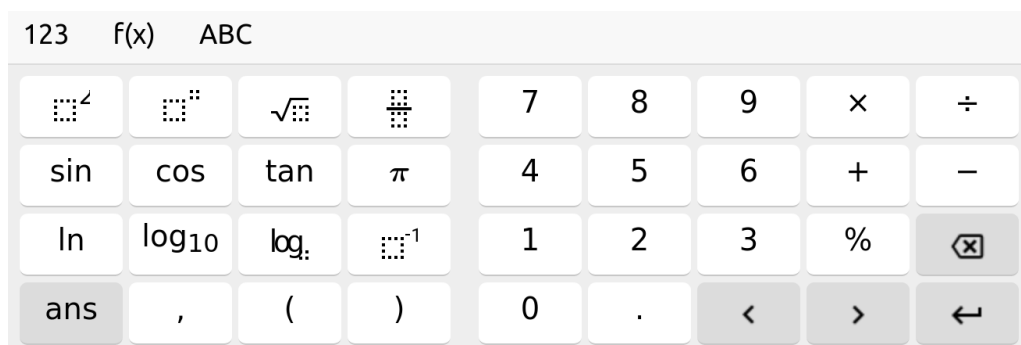 123 f(x) ABC
7 8 9 × ÷
sin cos tan π 4 5 6 + −
ln log₁₀ log 1 2 3 %
ans , ( ) 0 . < >